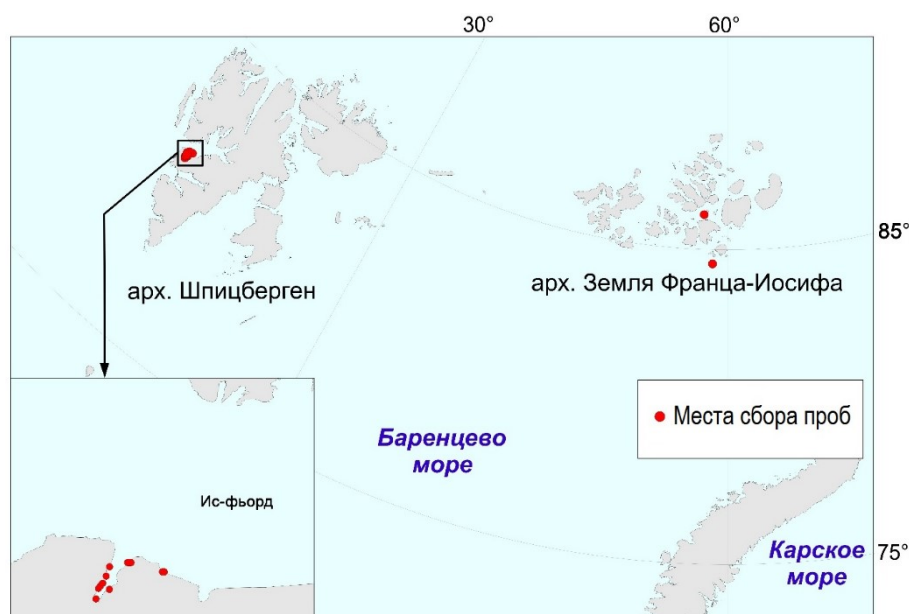 30°
60°
85°
арх. Шпицберген
арх. Земля Франца-Иосифа
Места сбора проб
Баренцево
море
Ис-фьорд
Карское
море
75°